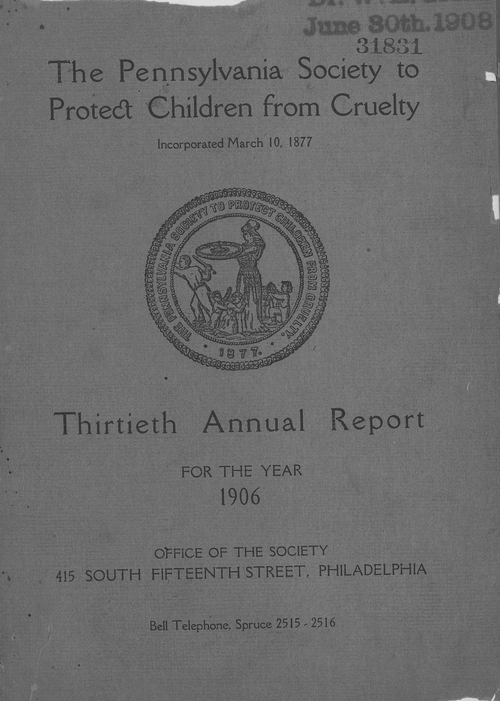 June 30th. 1908
31831
The Pennsylvania Society to
Protect Children from Cruelty
Incorporated March 10, 1877
THE PENNSYLVANIA SOCIETY TO PROTECT CHILDREN FROM CRUELTY.
• 1877. •
Thirtieth Annual Report
FOR THE YEAR
1906
OFFICE OF THE SOCIETY
415 SOUTH FIFTEENTH STREET, PHILADELPHIA
Bell Telephone, Spruce 2515 - 2516